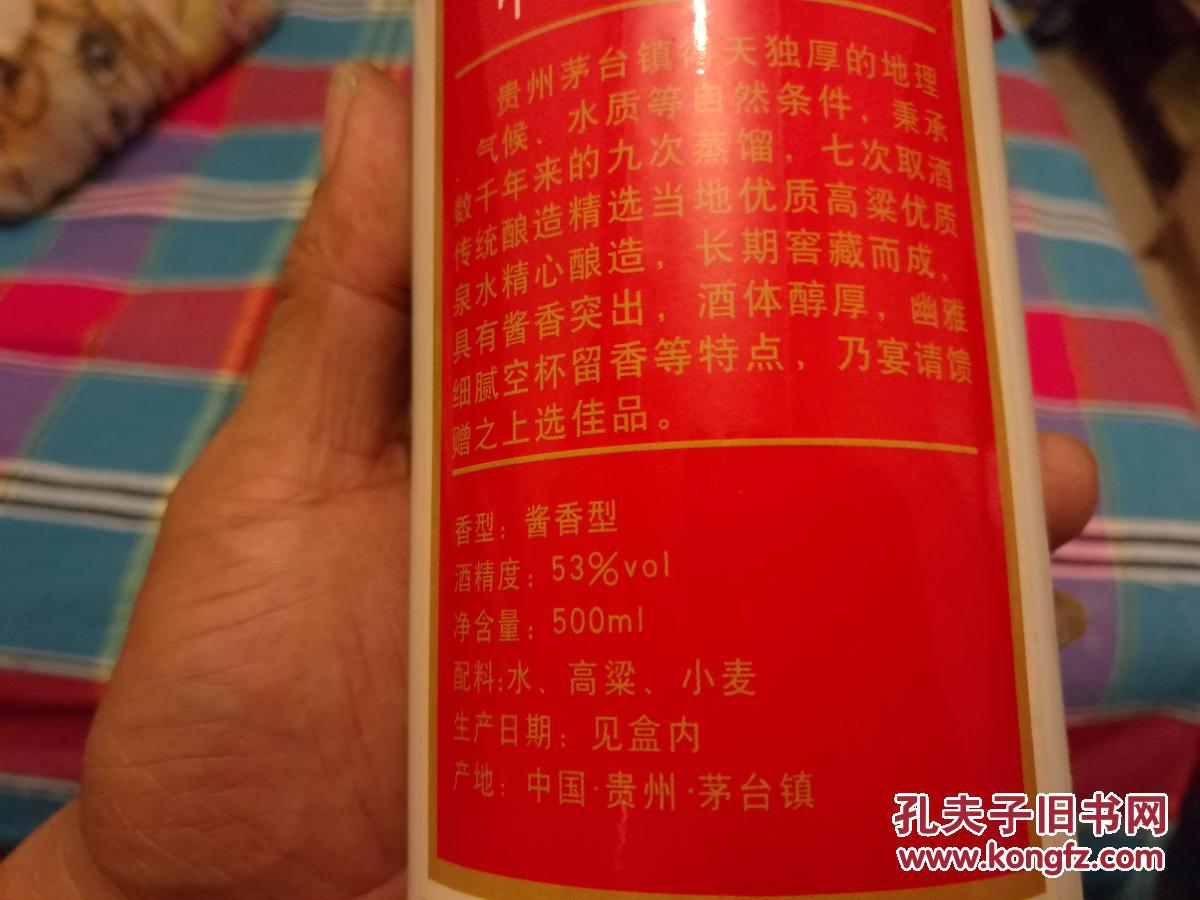 贵州茅台镇得天独厚的地理
气候、水质等自然条件，秉承
数千年来的九次蒸馏，七次取酒
传统酿造精选当地优质高粱优质
泉水精心酿造，长期窖藏而成，
具有酱香突出，酒体醇厚，幽雅
细腻空杯留香等特点，乃宴请馈
赠之上选佳品。
香型：酱香型
酒精度：53%vol
净含量：500ml
配料:水、高粱、小麦
生产日期：见盒内
产地：中国·贵州·茅台镇
孔夫子旧书网
www.kongfz.com